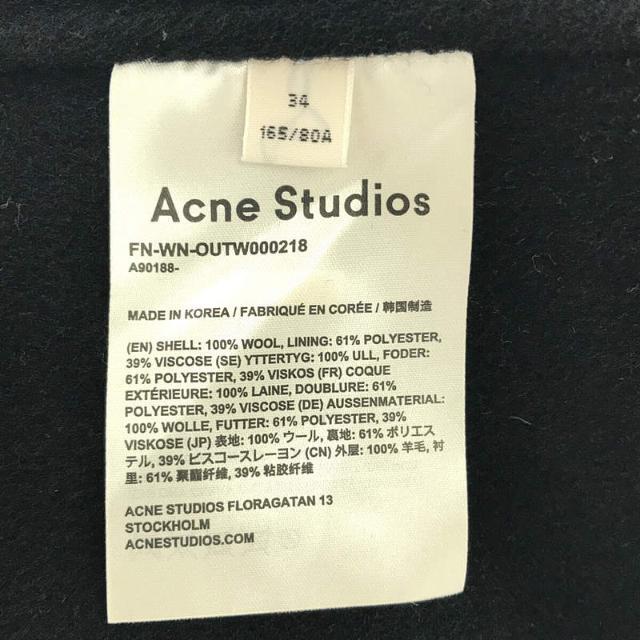 34
165/80A
Acne Studios
FN-WN-OUTW000218
A90188-
MADE IN KOREA / FABRIQUÉ EN CORÉE / 韩国制造
(EN) SHELL: 100% WOOL, LINING: 61% POLYESTER,
39% VISCOSE (SE) YTTERTYG: 100% ULL, FODER:
61% POLYESTER, 39% VISKOS (FR) COQUE
EXTÉRIEURE: 100% LAINE, DOUBLURE: 61%
POLYESTER, 39% VISCOSE (DE) AUSSENMATERIAL:
100% WOLLE, FUTTER: 61% POLYESTER, 39%
VISKOSE (JP) 表地: 100% ウール, 裏地: 61% ポリエス
テル, 39% ビスコースレーヨン (CN) 外层: 100% 羊毛, 衬
里: 61% 聚酯纤维, 39% 粘胶纤维
ACNE STUDIOS FLORAGATAN 13
STOCKHOLM
ACNESTUDIOS.COM